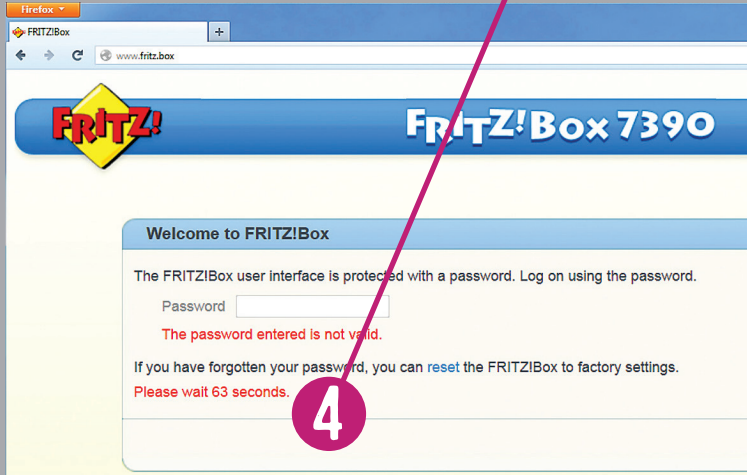 Firefox
FRITZ!Box
www.fritz.box
FRITZ!
FRITZ!Box 7390
Welcome to FRITZ!Box
The FRITZ!Box user interface is protected with a password. Log on using the password.
Password
The password entered is not valid.
If you have forgotten your password, you can reset the FRITZ!Box to factory settings.
Please wait 63 seconds.
4